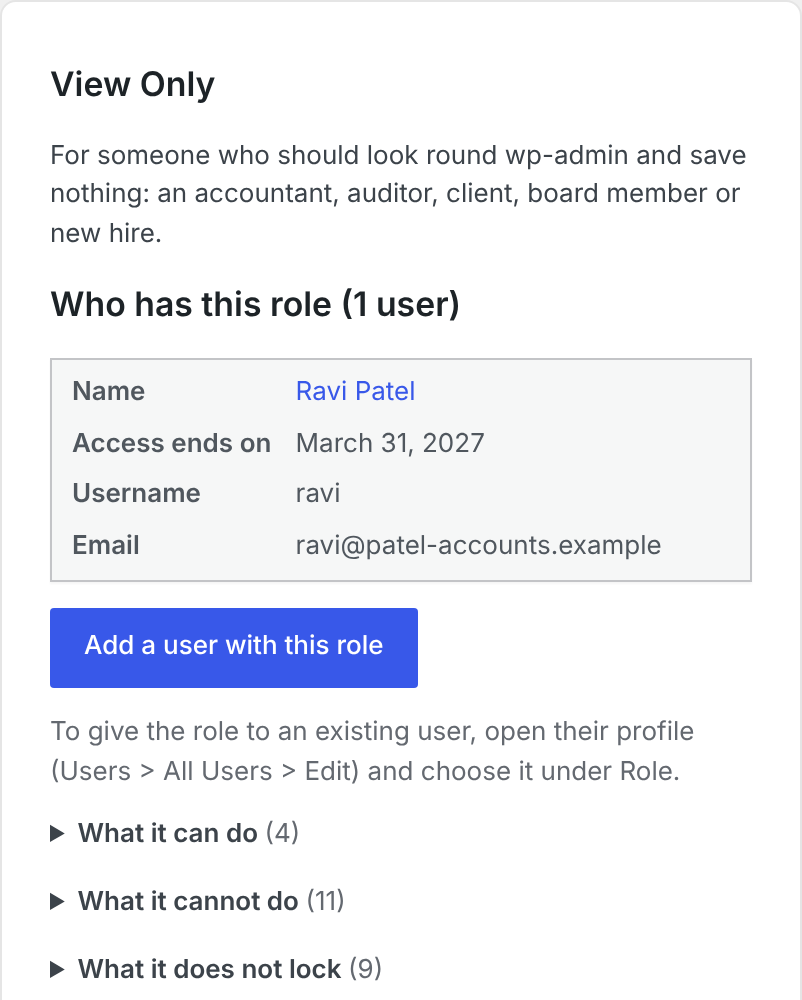 View Only
For someone who should look round wp-admin and save
nothing: an accountant, auditor, client, board member or
new hire.
Who has this role (1 user)
Name Ravi Patel
Access ends on March 31, 2027
Username ravi
Email ravi@patel-accounts.example
Add a user with this role
To give the role to an existing user, open their profile
(Users > All Users > Edit) and choose it under Role.
What it can do (4)
What it cannot do (11)
What it does not lock (9)